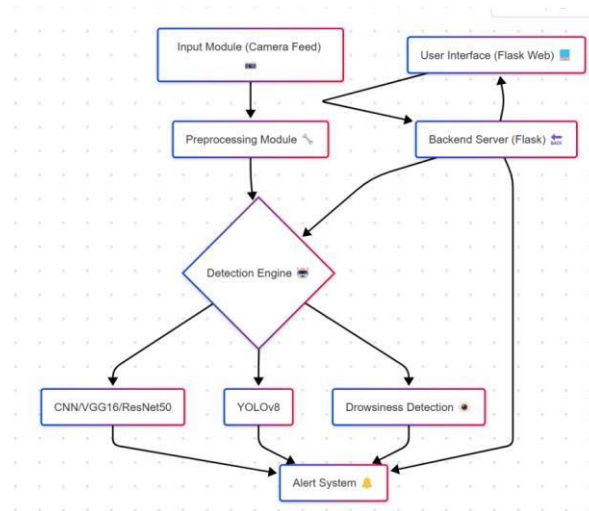 Input Module (Camera Feed)
User Interface (Flask Web)
Preprocessing Module
Backend Server (Flask)
BACK
Detection Engine
CNN/VGG16/ResNet50
YOLOv8
Drowsiness Detection
Alert System